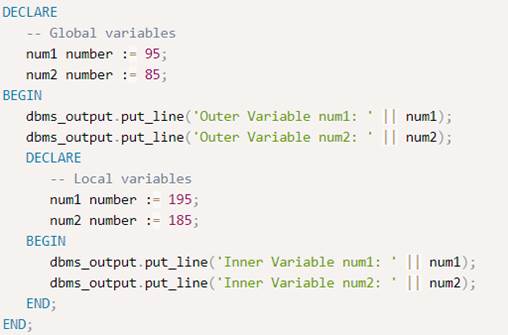 DECLARE
-- Global variables
num1 number := 95;
num2 number := 85;
BEGIN
dbms_output.put_line('Outer Variable num1: ' || num1);
dbms_output.put_line('Outer Variable num2: ' || num2);
DECLARE
-- Local variables
num1 number := 195;
num2 number := 185;
BEGIN
dbms_output.put_line('Inner Variable num1: ' || num1);
dbms_output.put_line('Inner Variable num2: ' || num2);
END;
END;